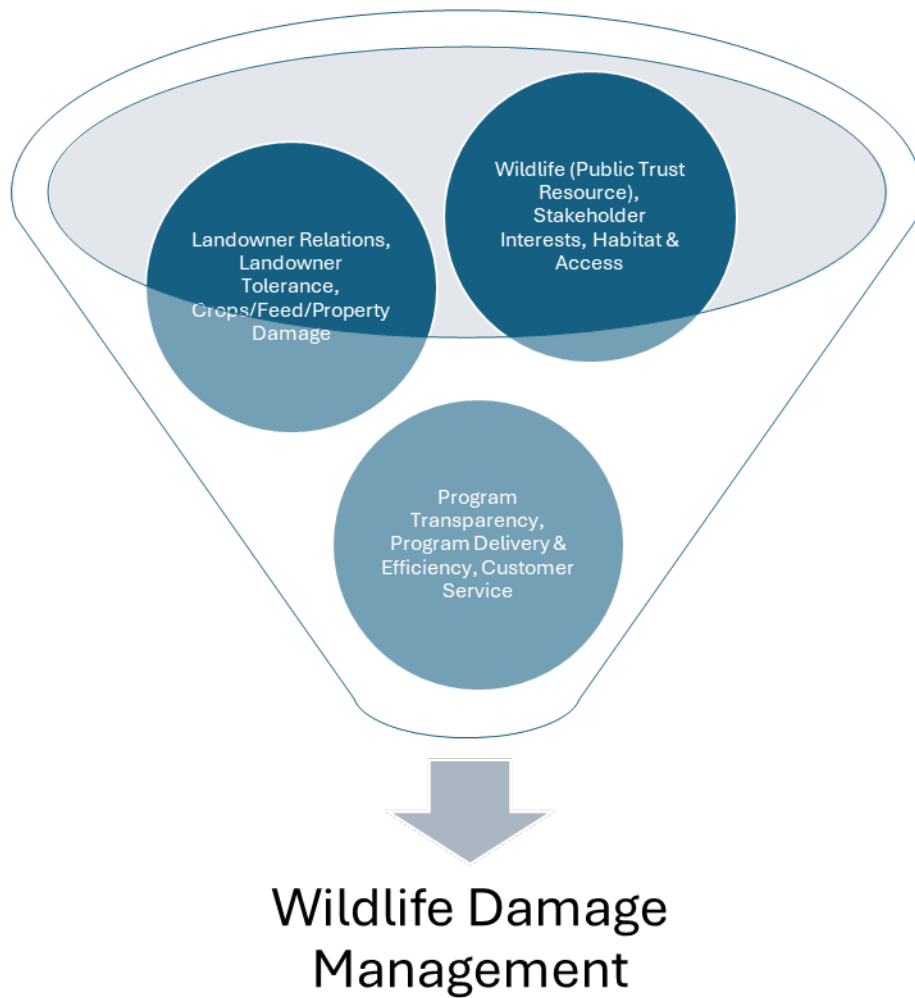 Wildlife (Public Trust
Resource),
Stakeholder
Interests, Habitat &
Access
Landowner Relations,
Landowner
Tolerance,
Crops/Feed/Property
Damage
Program
Transparency,
Program Delivery &
Efficiency, Customer
Service
Wildlife Damage
Management